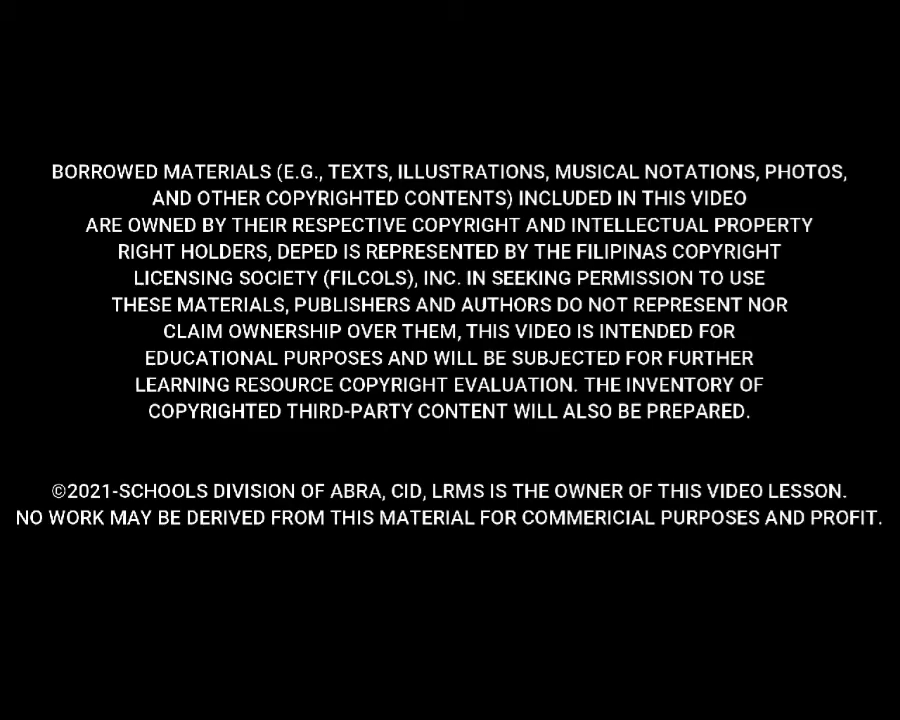 BORROWED MATERIALS (E.G., TEXTS, ILLUSTRATIONS, MUSICAL NOTATIONS, PHOTOS,
AND OTHER COPYRIGHTED CONTENTS) INCLUDED IN THIS VIDEO
ARE OWNED BY THEIR RESPECTIVE COPYRIGHT AND INTELLECTUAL PROPERTY
RIGHT HOLDERS, DEPED IS REPRESENTED BY THE FILIPINAS COPYRIGHT
LICENSING SOCIETY (FILCOLS), INC. IN SEEKING PERMISSION TO USE
THESE MATERIALS, PUBLISHERS AND AUTHORS DO NOT REPRESENT NOR
CLAIM OWNERSHIP OVER THEM, THIS VIDEO IS INTENDED FOR
EDUCATIONAL PURPOSES AND WILL BE SUBJECTED FOR FURTHER
LEARNING RESOURCE COPYRIGHT EVALUATION. THE INVENTORY OF
COPYRIGHTED THIRD-PARTY CONTENT WILL ALSO BE PREPARED.
©2021-SCHOOLS DIVISION OF ABRA, CID, LRMS IS THE OWNER OF THIS VIDEO LESSON.
NO WORK MAY BE DERIVED FROM THIS MATERIAL FOR COMMERICIAL PURPOSES AND PROFIT.